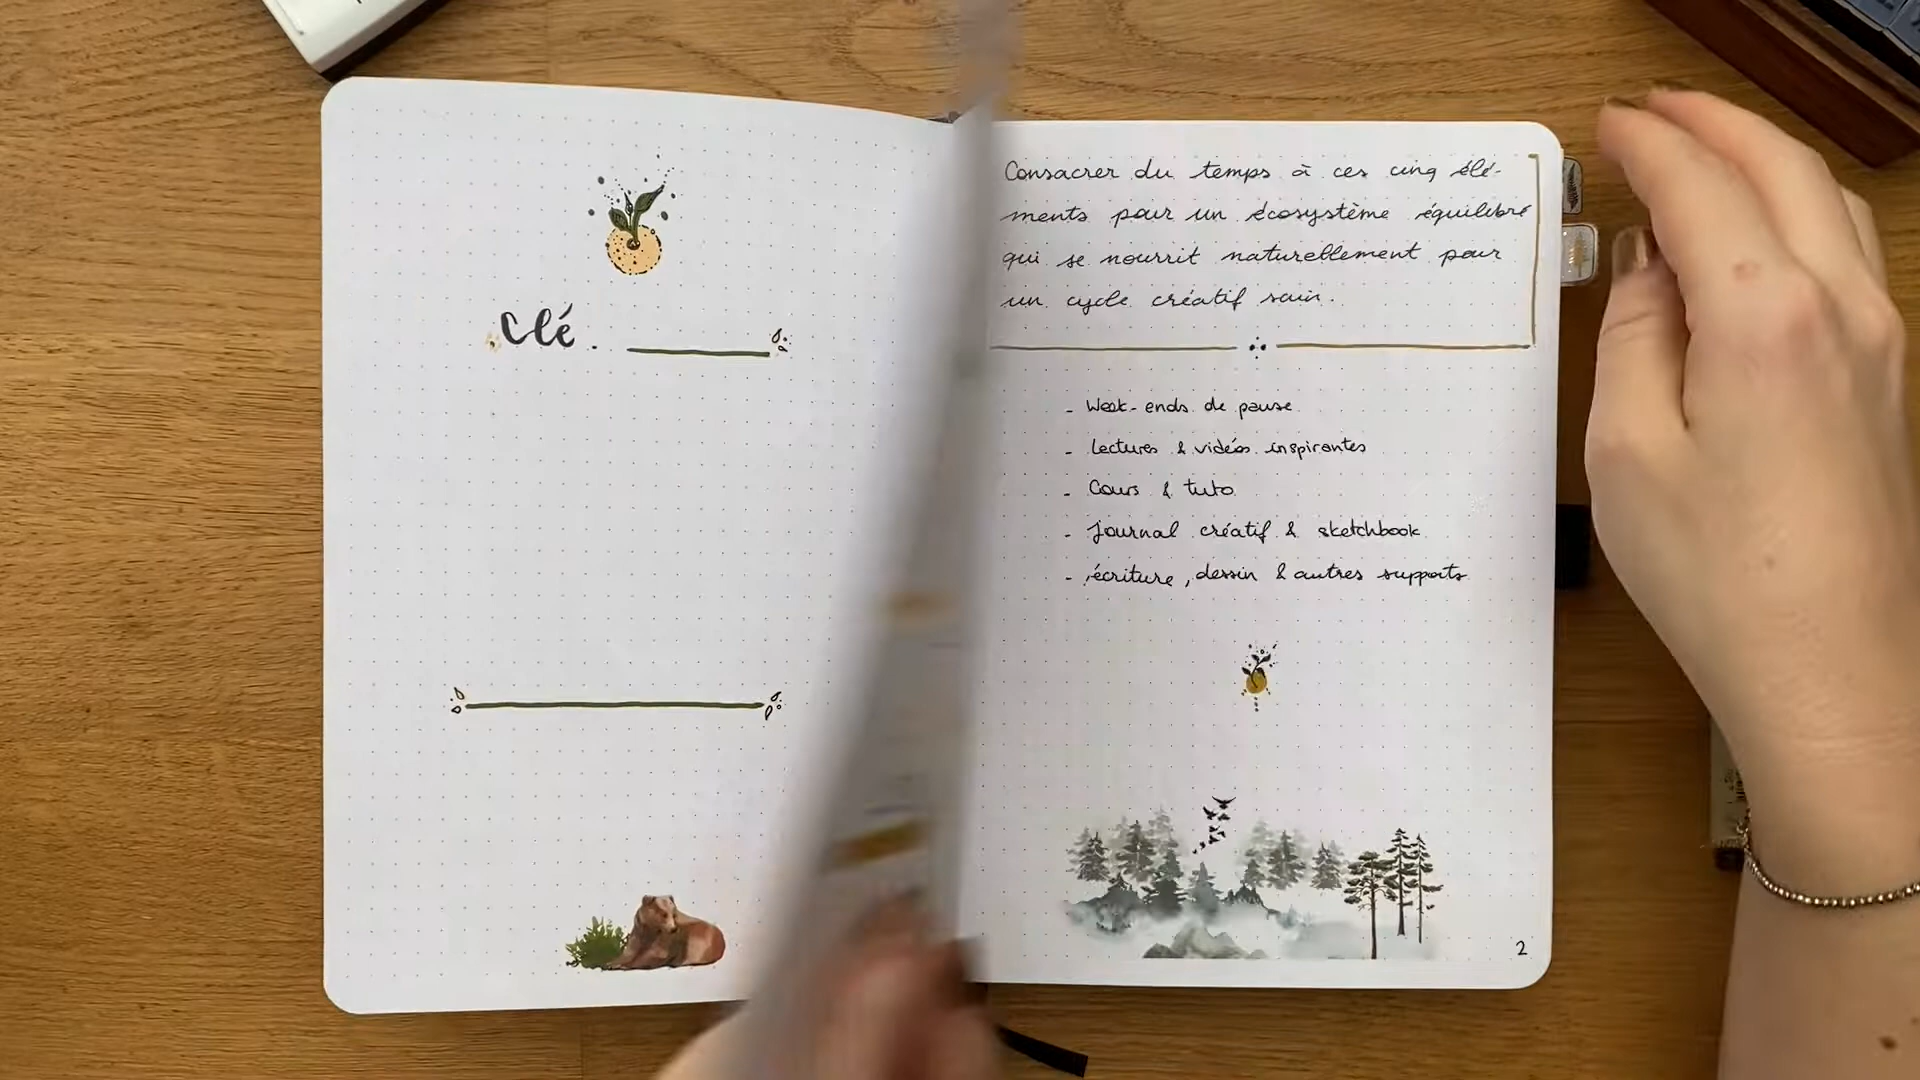 Clé.
Consacrer du temps à ces cinq élé-
ments pour un écosystème équilibré
qui se nourrit naturellement pour
un cycle créatif sain.
- Week-ends de pause
- Lectures & vidéos inspirantes
- Cours & tuto
- Journal créatif & sketchbook
- écriture, dessin & autres supports
2